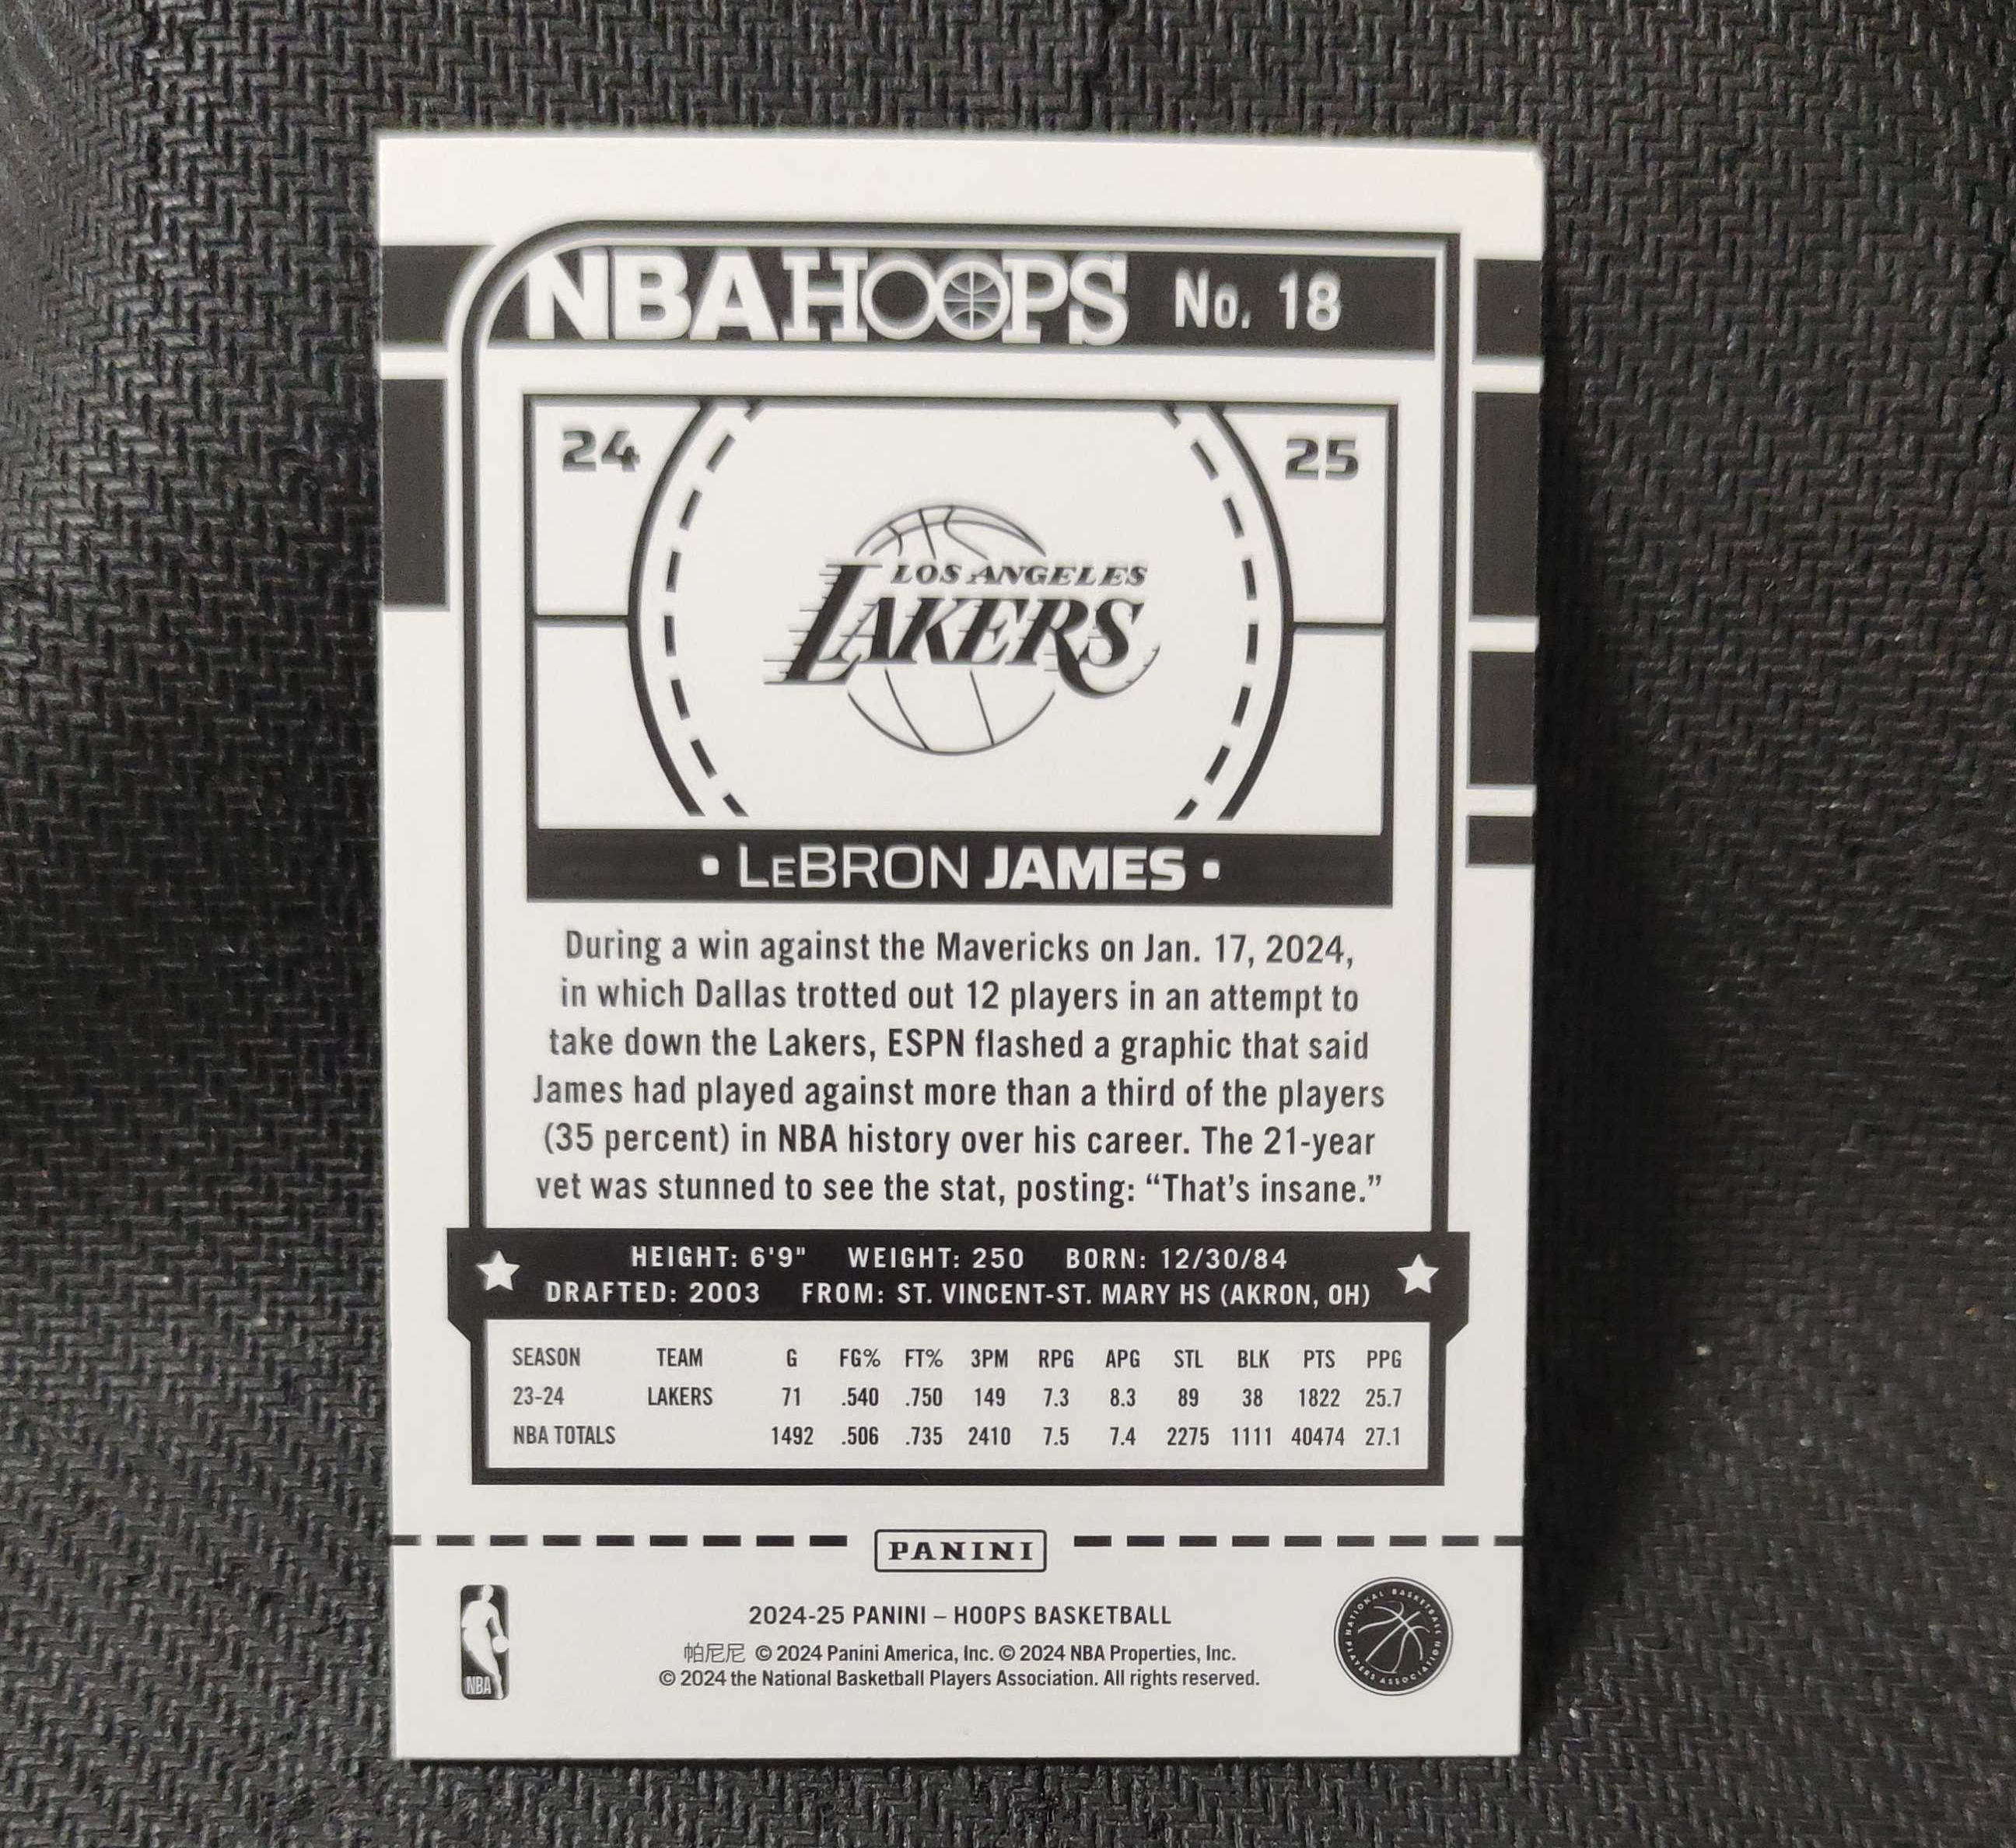 NBA HOOPS No. 18
24 25
LOS ANGELES
LAKERS
• LeBRON JAMES •
During a win against the Mavericks on Jan. 17, 2024,
in which Dallas trotted out 12 players in an attempt to
take down the Lakers, ESPN flashed a graphic that said
James had played against more than a third of the players
(35 percent) in NBA history over his career. The 21-year
vet was stunned to see the stat, posting: “That’s insane.”
HEIGHT: 6'9" WEIGHT: 250 BORN: 12/30/84
DRAFTED: 2003 FROM: ST. VINCENT-ST. MARY HS (AKRON, OH)
SEASON TEAM G FG% FT% 3PM RPG APG STL BLK PTS PPG
23-24 LAKERS 71 .540 .750 149 7.3 8.3 89 38 1822 25.7
NBA TOTALS 1492 .506 .735 2410 7.5 7.4 2275 1111 40474 27.1
PANINI
2024-25 PANINI – HOOPS BASKETBALL
帕尼尼 © 2024 Panini America, Inc. © 2024 NBA Properties, Inc.
© 2024 the National Basketball Players Association. All rights reserved.
NBA
NATIONAL BASKETBALL PLAYERS ASSOCIATION